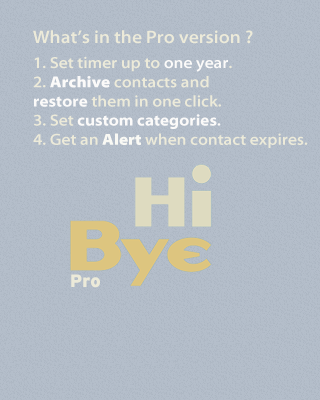 What's in the Pro version ?
1. Set timer up to one year.
2. Archive contacts and
restore them in one click.
3. Set custom categories.
4. Get an Alert when contact expires.
Hi
Bye
Pro